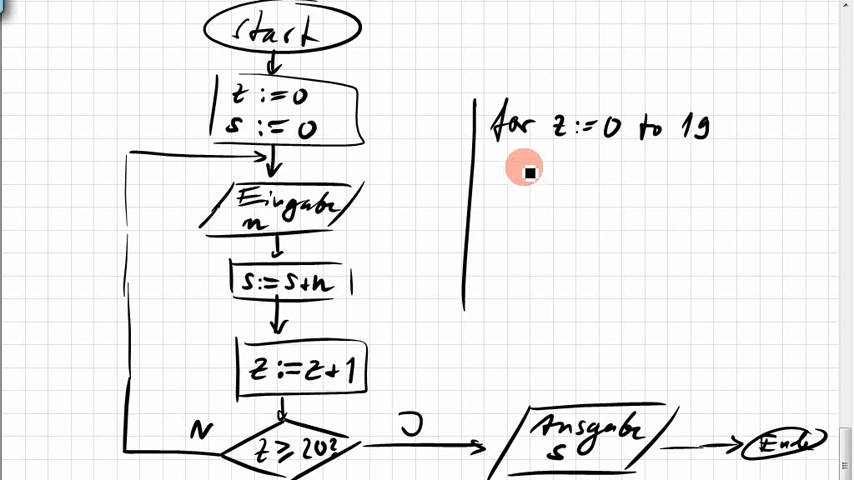 start
z := 0
s := 0
for z := 0 to 19
Eingabe
n
s := s+n
z := z+1
N
z ≥ 20?
J
Ausgabe
s
Ende